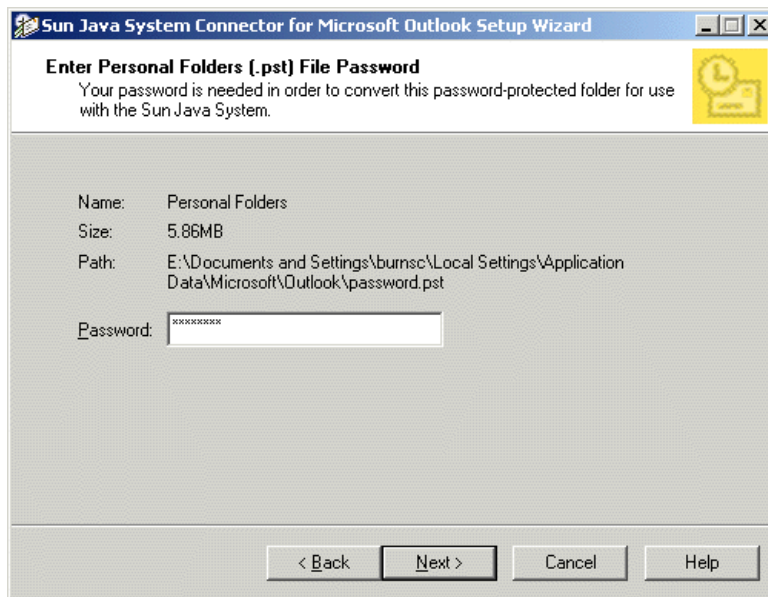 Sun Java System Connector for Microsoft Outlook Setup Wizard
Enter Personal Folders (.pst) File Password
Your password is needed in order to convert this password-protected folder for use
with the Sun Java System.
Name: Personal Folders
Size: 5.86MB
Path: E:\Documents and Settings\burnsc\Local Settings\Application
Data\Microsoft\Outlook\password.pst
Password: ********
< Back Next > Cancel Help